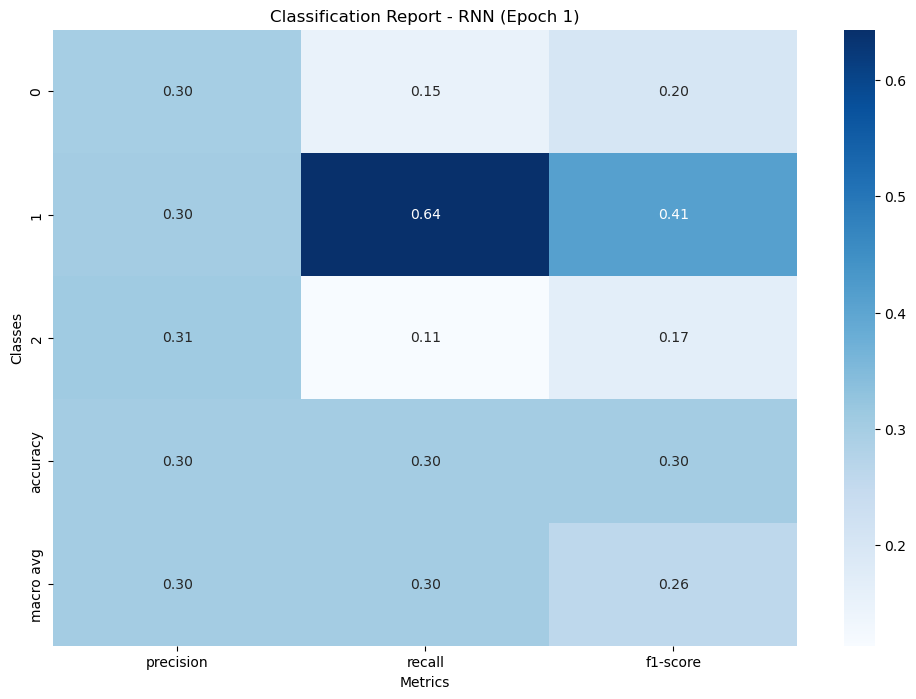 Classification Report - RNN (Epoch 1)
0 0.30 0.15 0.20
1 0.30 0.64 0.41
2 0.31 0.11 0.17
accuracy 0.30 0.30 0.30
macro avg 0.30 0.30 0.26
precision recall f1-score
Metrics
Classes
0.6
0.5
0.4
0.3
0.2